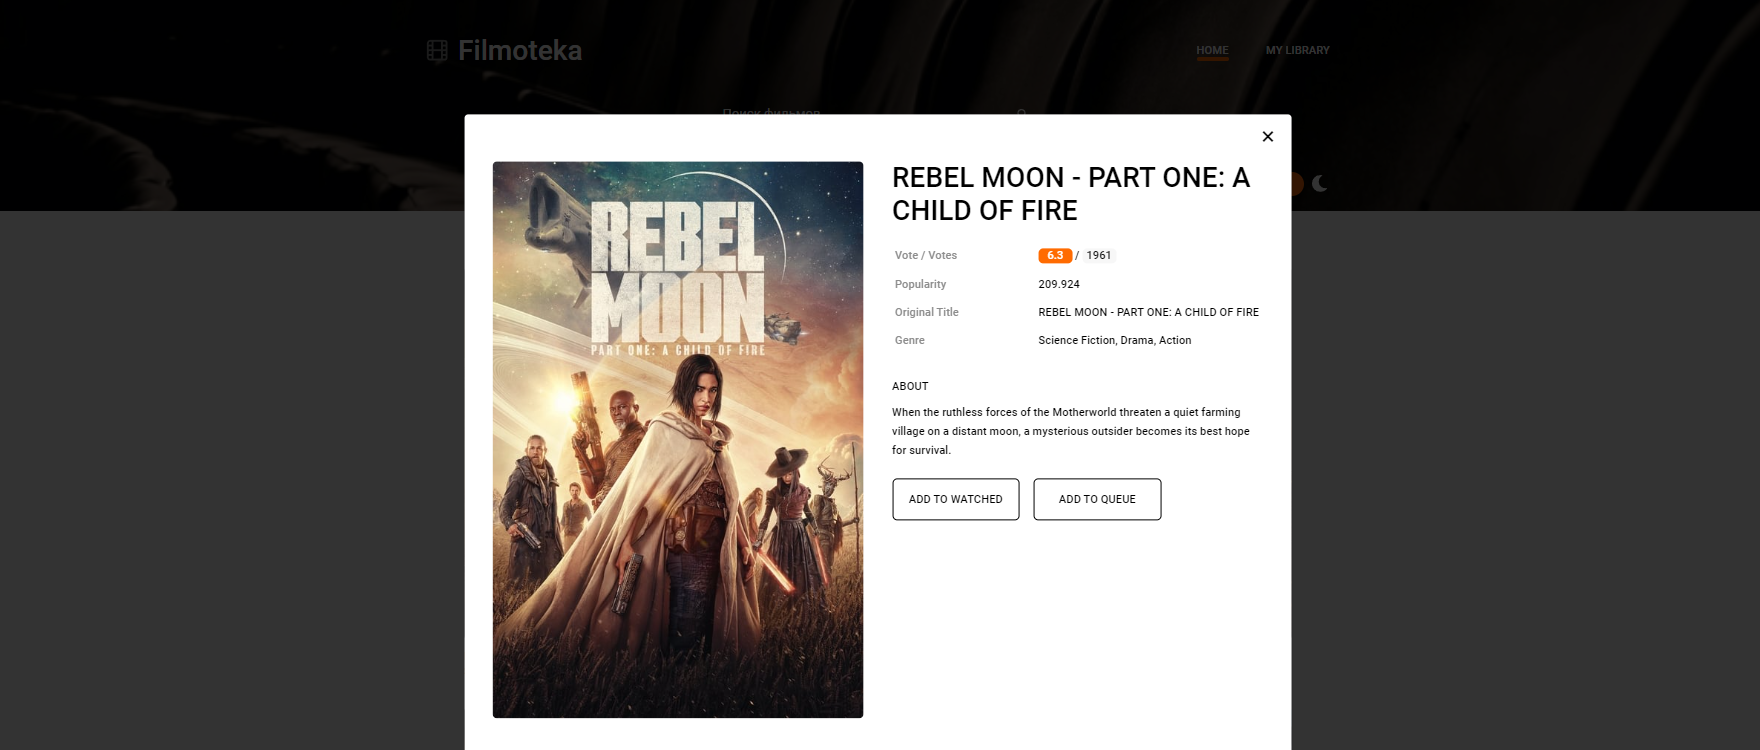 Filmoteka
HOME
MY LIBRARY
Поиск фильмов
REBEL
MOON
PART ONE: A CHILD OF FIRE
REBEL MOON - PART ONE: A
CHILD OF FIRE
Vote / Votes 6.3 / 1961
Popularity 209.924
Original Title REBEL MOON - PART ONE: A CHILD OF FIRE
Genre Science Fiction, Drama, Action
ABOUT
When the ruthless forces of the Motherworld threaten a quiet farming
village on a distant moon, a mysterious outsider becomes its best hope
for survival.
ADD TO WATCHED
ADD TO QUEUE